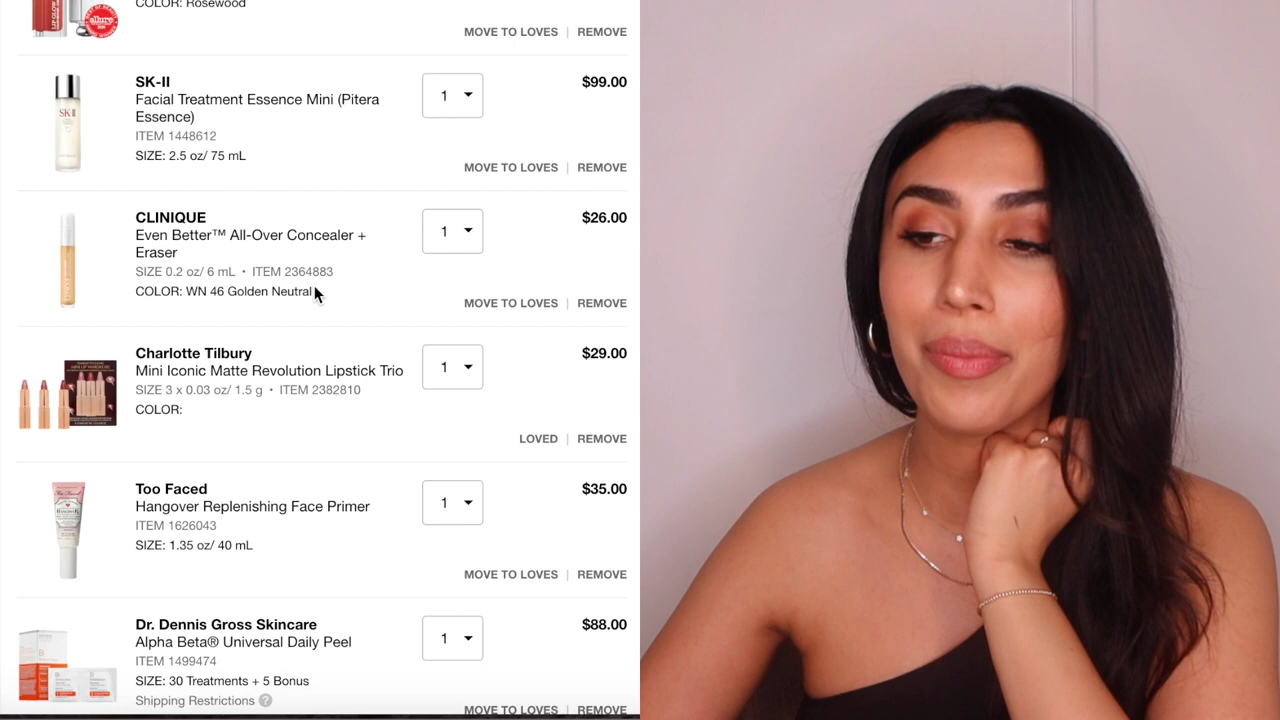 COLOR: Rosewood
allure
MOVE TO LOVES | REMOVE
SK-II
Facial Treatment Essence Mini (Pitera
Essence)
ITEM 1448612
SIZE: 2.5 oz/ 75 mL
1
$99.00
MOVE TO LOVES | REMOVE
SK-II
CLINIQUE
Even Better™ All-Over Concealer +
Eraser
SIZE 0.2 oz/ 6 mL • ITEM 2364883
COLOR: WN 46 Golden Neutral
1
$26.00
MOVE TO LOVES | REMOVE
Charlotte Tilbury
Mini Iconic Matte Revolution Lipstick Trio
SIZE 3 x 0.03 oz/ 1.5 g • ITEM 2382810
COLOR:
1
$29.00
LOVED | REMOVE
Too Faced
Hangover Replenishing Face Primer
ITEM 1626043
SIZE: 1.35 oz/ 40 mL
1
$35.00
MOVE TO LOVES | REMOVE
Dr. Dennis Gross Skincare
Alpha Beta® Universal Daily Peel
ITEM 1499474
SIZE: 30 Treatments + 5 Bonus
Shipping Restrictions ?
1
$88.00
MOVE TO LOVES | REMOVE